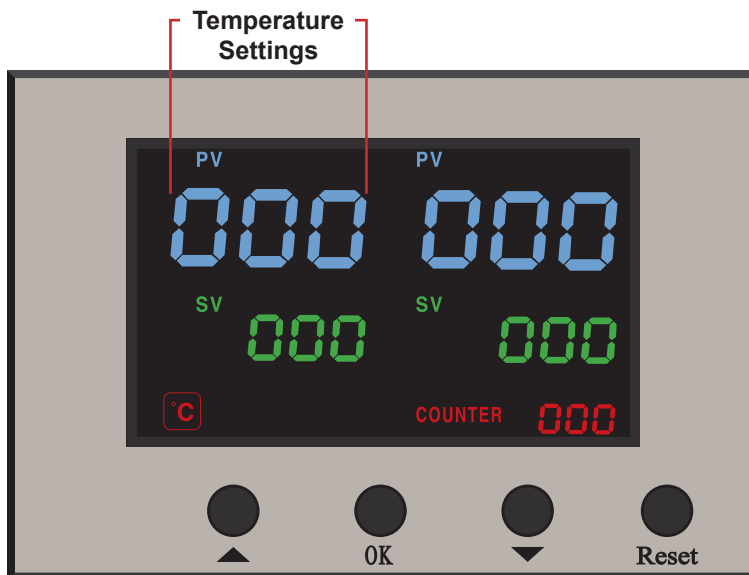 Temperature
Settings
PV PV
000 000
SV SV
000 000
°C COUNTER 000
OK Reset